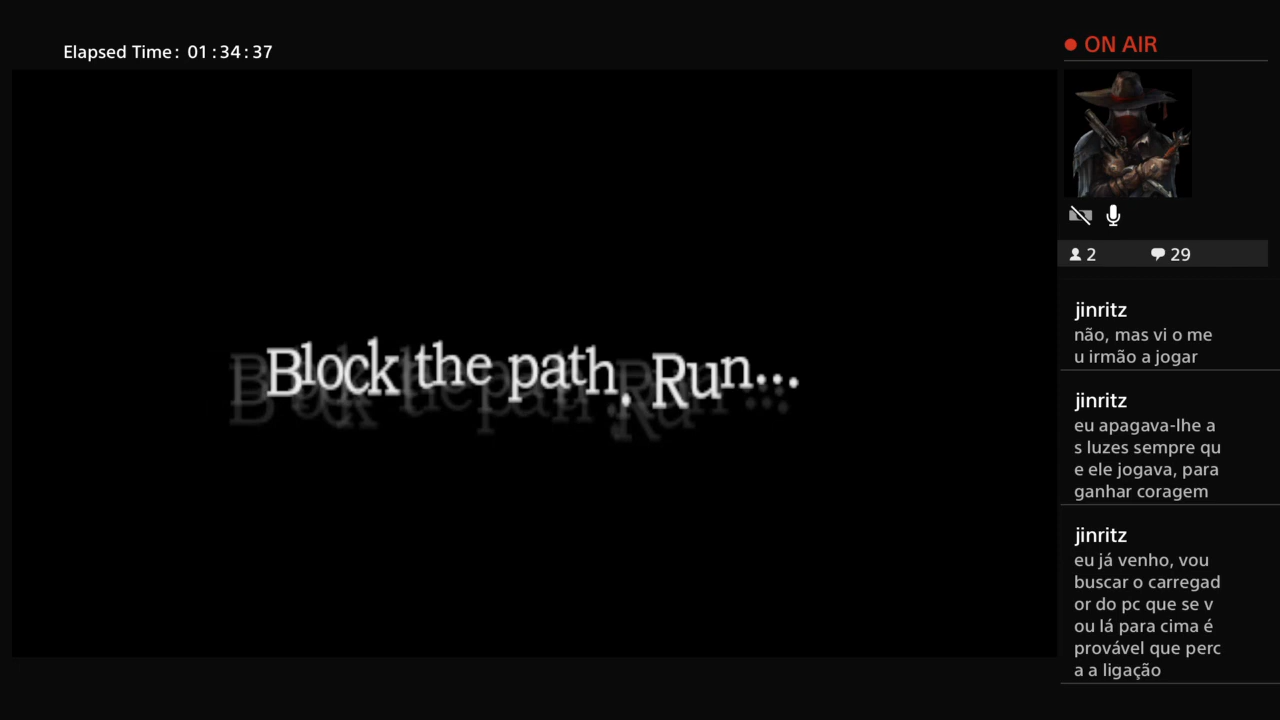 Elapsed Time: 01:34:37
ON AIR
Block the path. Run...
2 29
jinritz
não, mas vi o me
u irmão a jogar
jinritz
eu apagava-lhe a
s luzes sempre qu
e ele jogava, para
ganhar coragem
jinritz
eu já venho, vou
buscar o carregad
or do pc que se v
ou lá para cima é
provável que perc
a a ligação